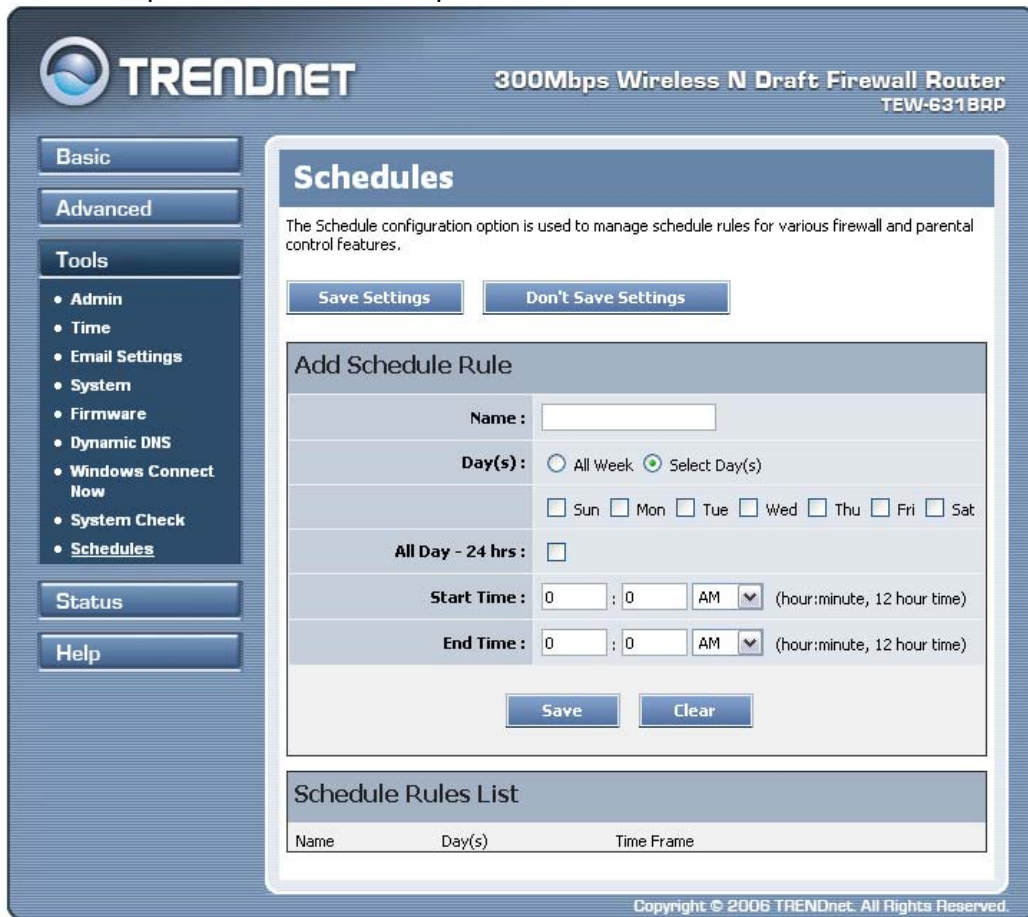 TRENDNET
300Mbps Wireless N Draft Firewall Router
TEW-631BRP
Basic
Advanced
Tools
• Admin
• Time
• Email Settings
• System
• Firmware
• Dynamic DNS
• Windows Connect
Now
• System Check
• Schedules
Status
Help
Schedules
The Schedule configuration option is used to manage schedule rules for various firewall and parental
control features.
Save Settings Don't Save Settings
Add Schedule Rule
Name :
Day(s) : All Week Select Day(s)
Sun Mon Tue Wed Thu Fri Sat
All Day - 24 hrs :
Start Time : 0 : 0 AM (hour:minute, 12 hour time)
End Time : 0 : 0 AM (hour:minute, 12 hour time)
Save Clear
Schedule Rules List
Name Day(s) Time Frame
Copyright © 2006 TRENDnet. All Rights Reserved.